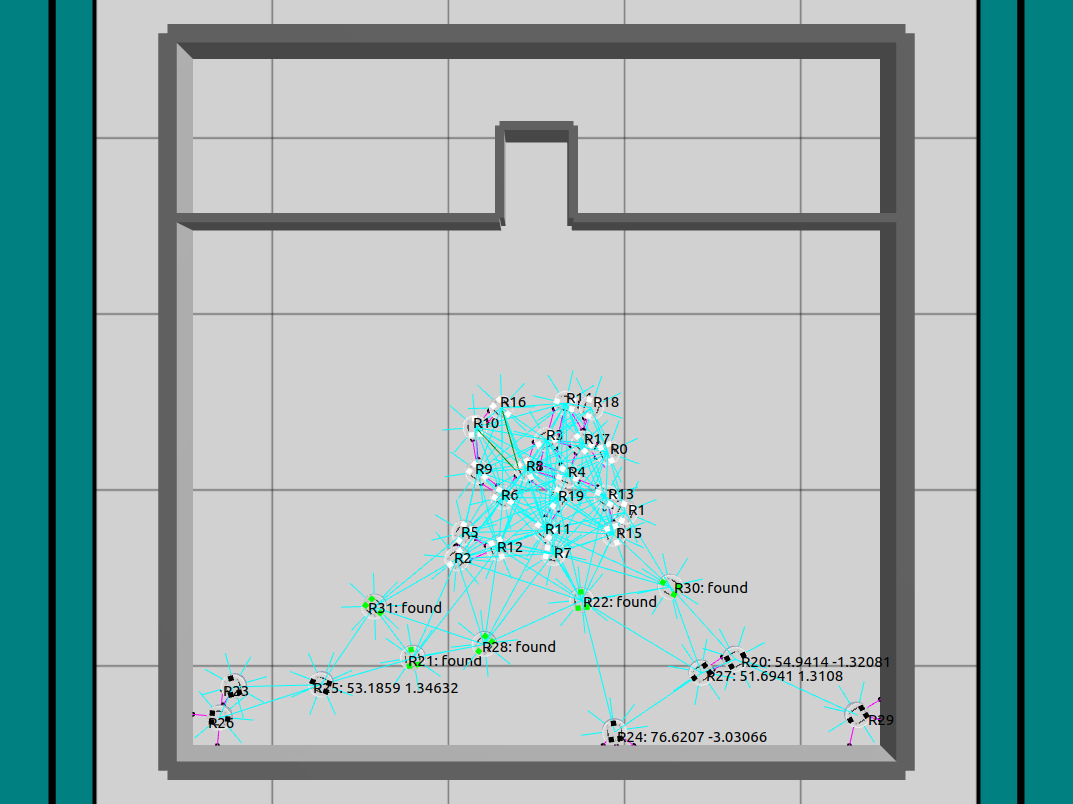 R16
R18
R10
R3
R17
R0
R9
R8
R4
R6
R19
R13
R1
R5
R11
R15
R12
R2
R7
R30: found
R22: found
R31: found
R28: found
R21: found
R20: 54.9414 -1.32081
R27: 51.6941 1.3108
R25: 53.1859 1.34632
R23
R26
R29
R24: 76.6207 -3.03066